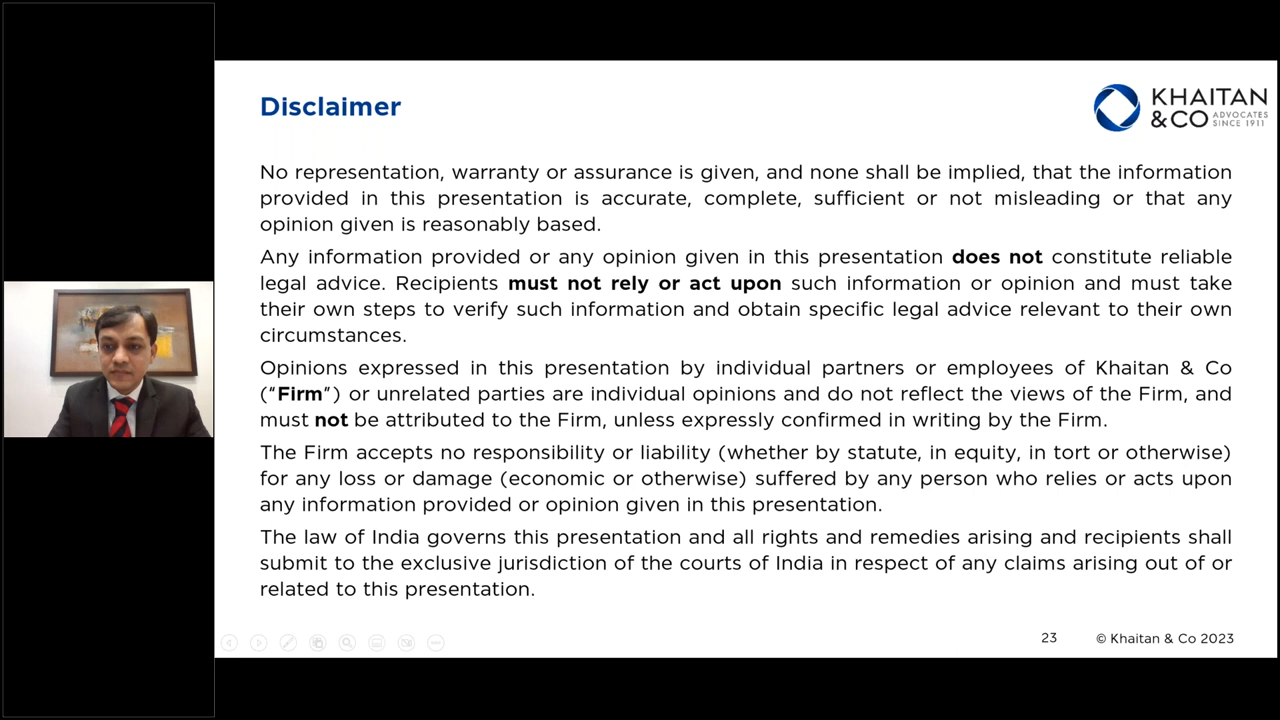 Disclaimer
KHAITAN
& CO ADVOCATES
SINCE 1911
No representation, warranty or assurance is given, and none shall be implied, that the information
provided in this presentation is accurate, complete, sufficient or not misleading or that any
opinion given is reasonably based.
Any information provided or any opinion given in this presentation does not constitute reliable
legal advice. Recipients must not rely or act upon such information or opinion and must take
their own steps to verify such information and obtain specific legal advice relevant to their own
circumstances.
Opinions expressed in this presentation by individual partners or employees of Khaitan & Co
(“Firm”) or unrelated parties are individual opinions and do not reflect the views of the Firm, and
must not be attributed to the Firm, unless expressly confirmed in writing by the Firm.
The Firm accepts no responsibility or liability (whether by statute, in equity, in tort or otherwise)
for any loss or damage (economic or otherwise) suffered by any person who relies or acts upon
any information provided or opinion given in this presentation.
The law of India governs this presentation and all rights and remedies arising and recipients shall
submit to the exclusive jurisdiction of the courts of India in respect of any claims arising out of or
related to this presentation.
23 © Khaitan & Co 2023